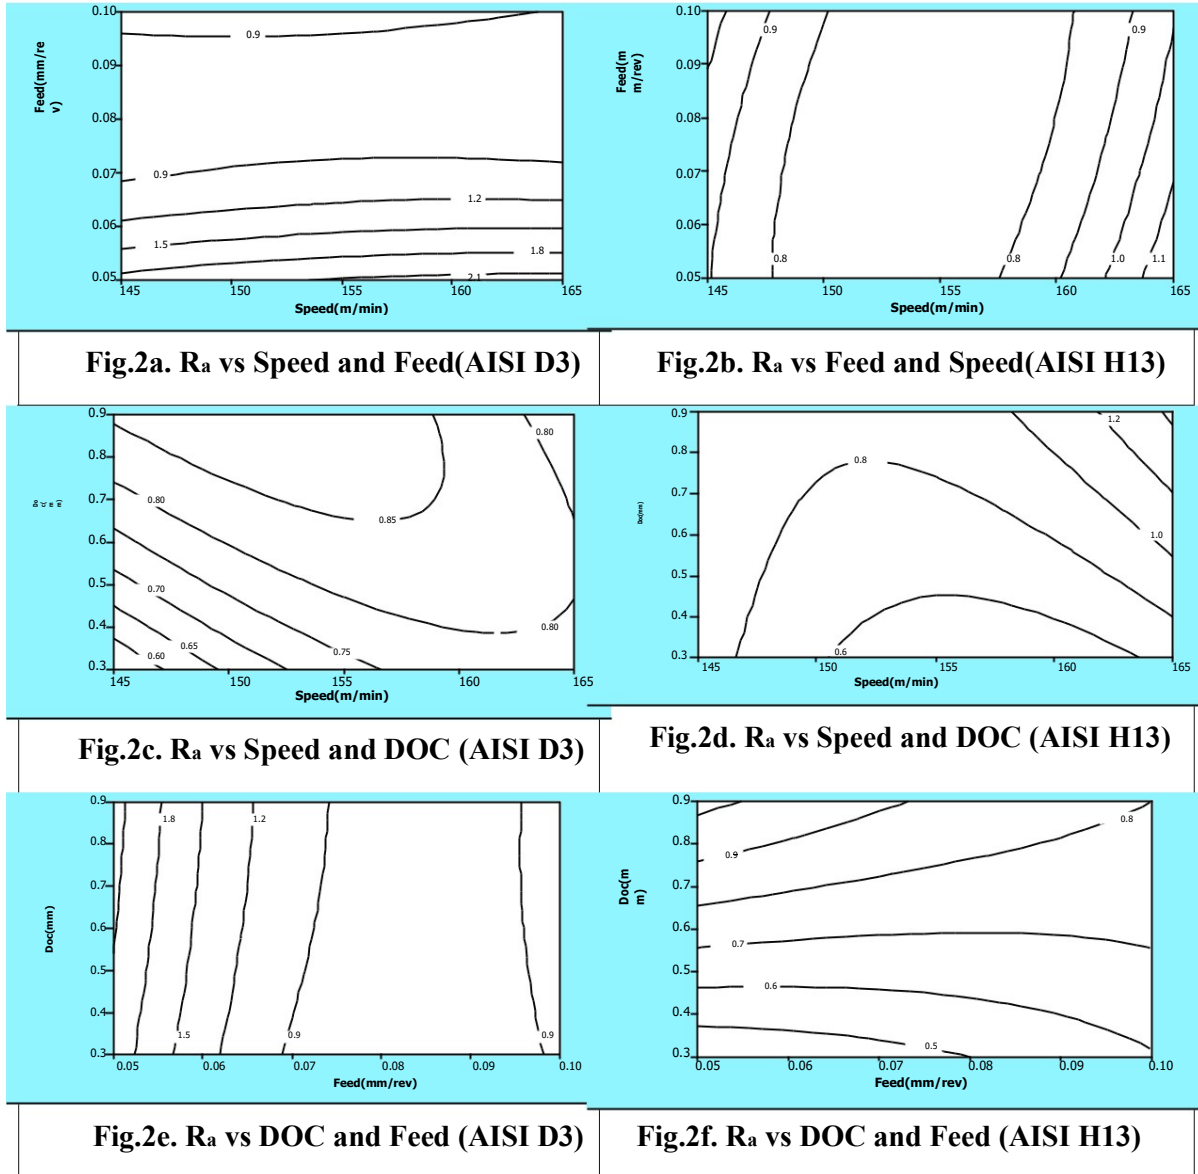 0.10
0.09
0.08
0.07
0.06
0.05
Feed(mm/re
v)
0.9
0.9
1.2
1.5
1.8
2.1
145 150 155 160 165
Speed(m/min)
Fig.2a. Ra vs Speed and Feed(AISI D3)
0.10
0.09
0.08
0.07
0.06
0.05
Feed(m
m/rev)
0.9
0.9
0.8
0.8
1.0
1.1
145 150 155 160 165
Speed(m/min)
Fig.2b. Ra vs Feed and Speed(AISI H13)
0.9
0.8
0.7
0.6
0.5
0.4
0.3
Do
c( m
m)
0.80
0.85
0.80
0.70
0.80
0.65
0.75
0.60
145 150 155 160 165
Speed(m/min)
Fig.2c. Ra vs Speed and DOC (AISI D3)
0.9
0.8
0.7
0.6
0.5
0.4
0.3
Doc(mm)
1.2
0.8
1.0
0.6
145 150 155 160 165
Speed(m/min)
Fig.2d. Ra vs Speed and DOC (AISI H13)
0.9
0.8
0.7
0.6
0.5
0.4
0.3
Doc(mm)
1.8
1.2
1.5
0.9
0.9
0.05 0.06 0.07 0.08 0.09 0.10
Feed(mm/rev)
Fig.2e. Ra vs DOC and Feed (AISI D3)
0.9
0.8
0.7
0.6
0.5
0.4
0.3
Doc(m
m)
0.8
0.9
0.7
0.6
0.5
0.05 0.06 0.07 0.08 0.09 0.10
Feed(mm/rev)
Fig.2f. Ra vs DOC and Feed (AISI H13)